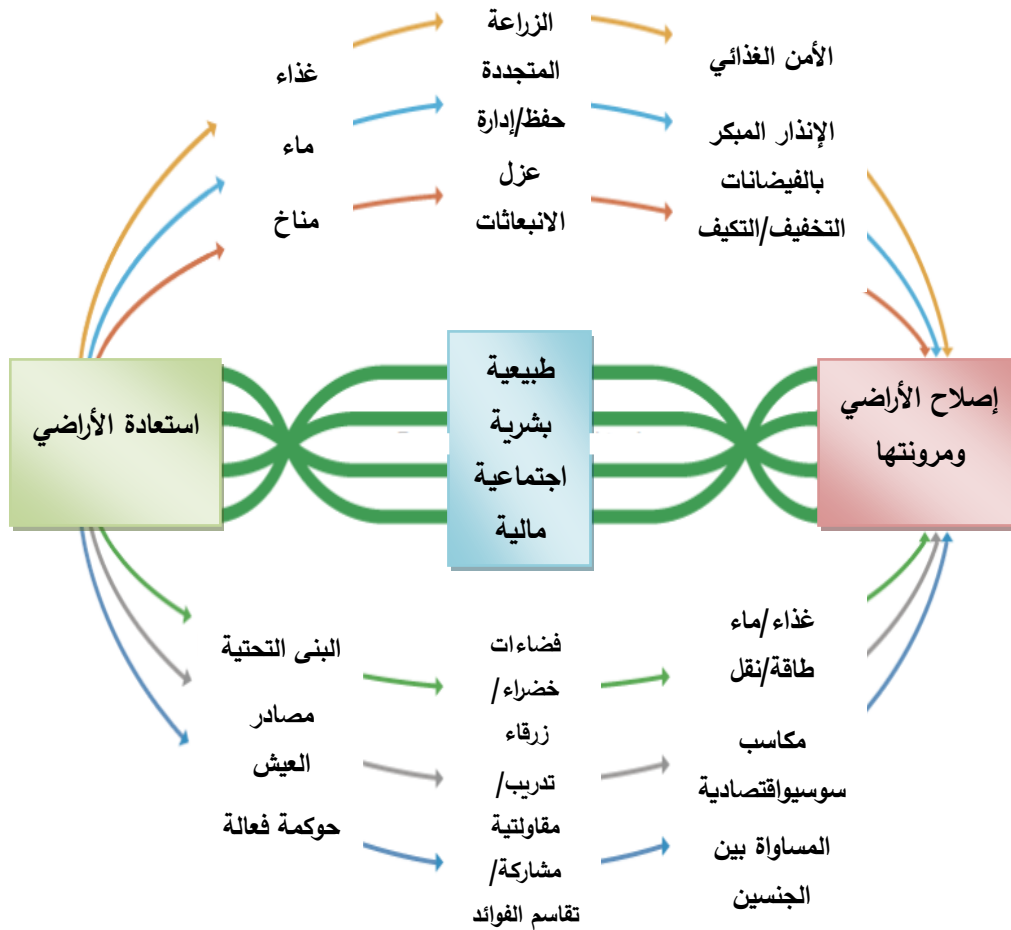 غذاء
ماء
مناخ
الزراعة
المتجددة
حفظ/إدارة
عزل
الانبعاثات
الأمن الغذائي
الإنذار المبكر
بالفيضانات
التخفيف/التكيف
استعادة الأراضي
طبيعية
بشرية
اجتماعية
مالية
إصلاح الأراضي
ومرونتها
البنى التحتية
مصادر
العيش
حوكمة فعالة
فضاءات
خضراء/
زرقاء
تدريب/
مقاولتية
مشاركة/
تقاسم الفوائد
غذاء/ماء
طاقة/نقل
مكاسب
سوسيواقتصادية
المساواة بين
الجنسين